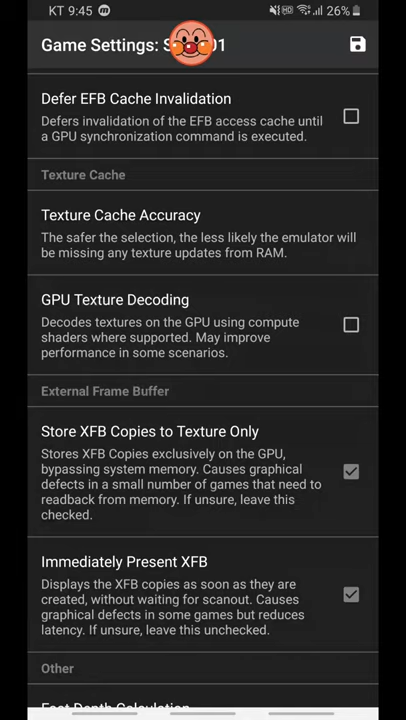 KT 9:45
26%
Game Settings: S 01
Defer EFB Cache Invalidation
Defers invalidation of the EFB access cache until
a GPU synchronization command is executed.
Texture Cache
Texture Cache Accuracy
The safer the selection, the less likely the emulator will
be missing any texture updates from RAM.
GPU Texture Decoding
Decodes textures on the GPU using compute
shaders where supported. May improve
performance in some scenarios.
External Frame Buffer
Store XFB Copies to Texture Only
Stores XFB Copies exclusively on the GPU,
bypassing system memory. Causes graphical
defects in a small number of games that need to
readback from memory. If unsure, leave this
checked.
Immediately Present XFB
Displays the XFB copies as soon as they are
created, without waiting for scanout. Causes
graphical defects in some games but reduces
latency. If unsure, leave this unchecked.
Other
Fast Depth Calculation